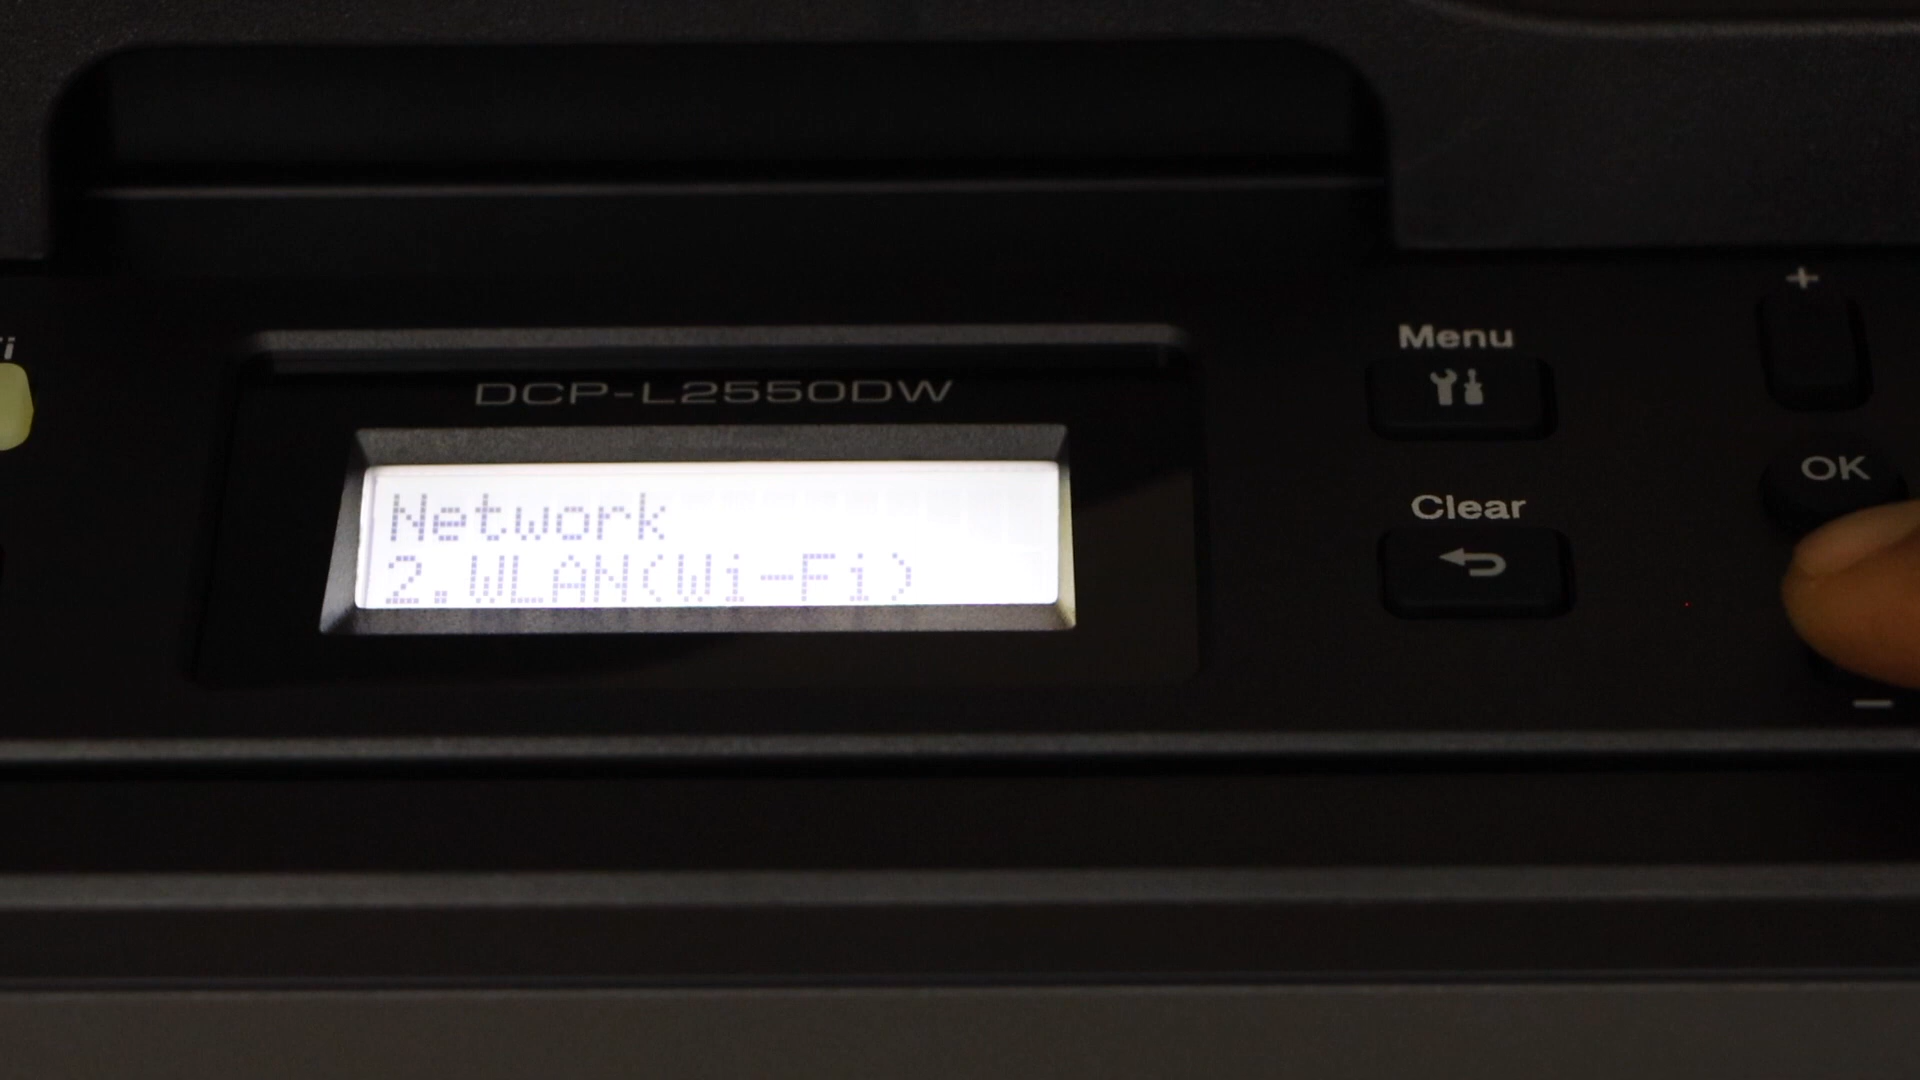 DCP-L2550DW
Network
2.WLAN(Wi-Fi)
Menu
Clear
+
OK
-